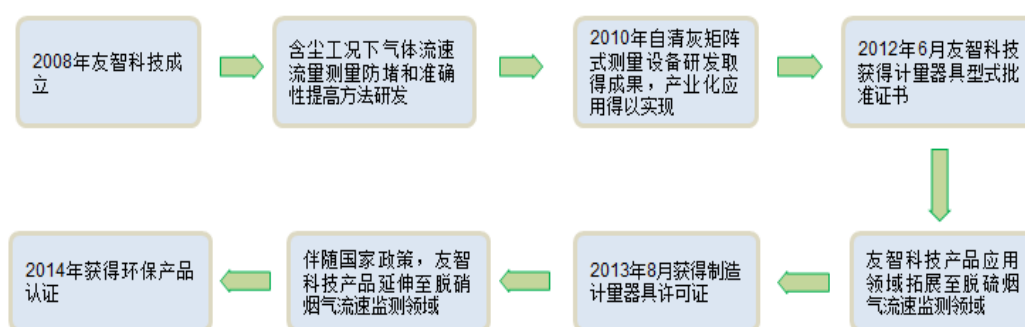 2008年友智科技成
立
含尘工况下气体流速
流量测量防堵和准确
性提高方法研发
2010年自清灰矩阵
式测量设备研发取
得成果，产业化应
用得以实现
2012年6月友智科技
获得计量器具型式批
准证书
友智科技产品应用
领域拓展至脱硫烟
气流速监测领域
2013年8月获得制造
计量器具许可证
伴随国家政策，友智
科技产品延伸至脱硝
烟气流速监测领域
2014年获得环保产品
认证